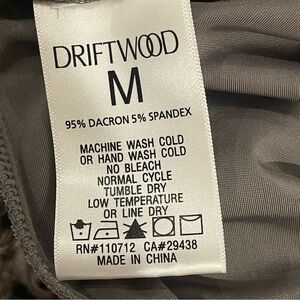 DRIFTWOOD
M
95% DACRON 5% SPANDEX
MACHINE WASH COLD
OR HAND WASH COLD
NO BLEACH
NORMAL CYCLE
TUMBLE DRY
LOW TEMPERATURE
OR LINE DRY
RN#110712 CA#29438
MADE IN CHINA